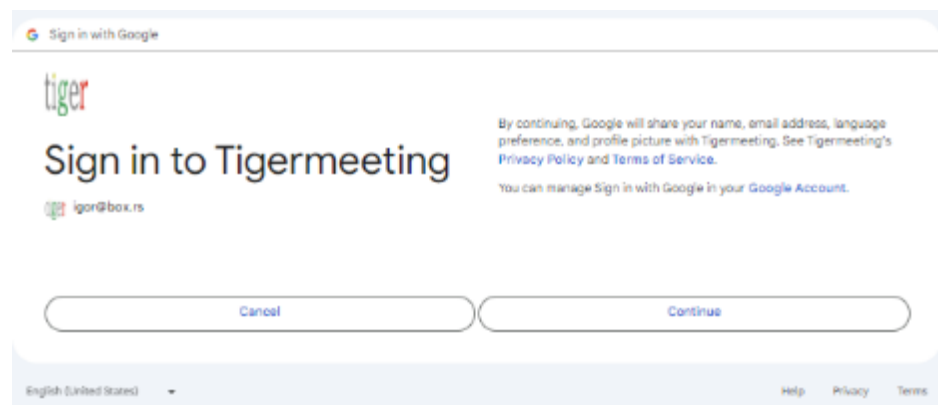 Sign in with Google
tiger
Sign in to Tigermeeting
tiger igor@box.rs
By continuing, Google will share your name, email address, language
preference, and profile picture with Tigermeeting. See Tigermeeting's
Privacy Policy and Terms of Service.
You can manage Sign in with Google in your Google Account.
Cancel
Continue
English (United States)
Help Privacy Terms